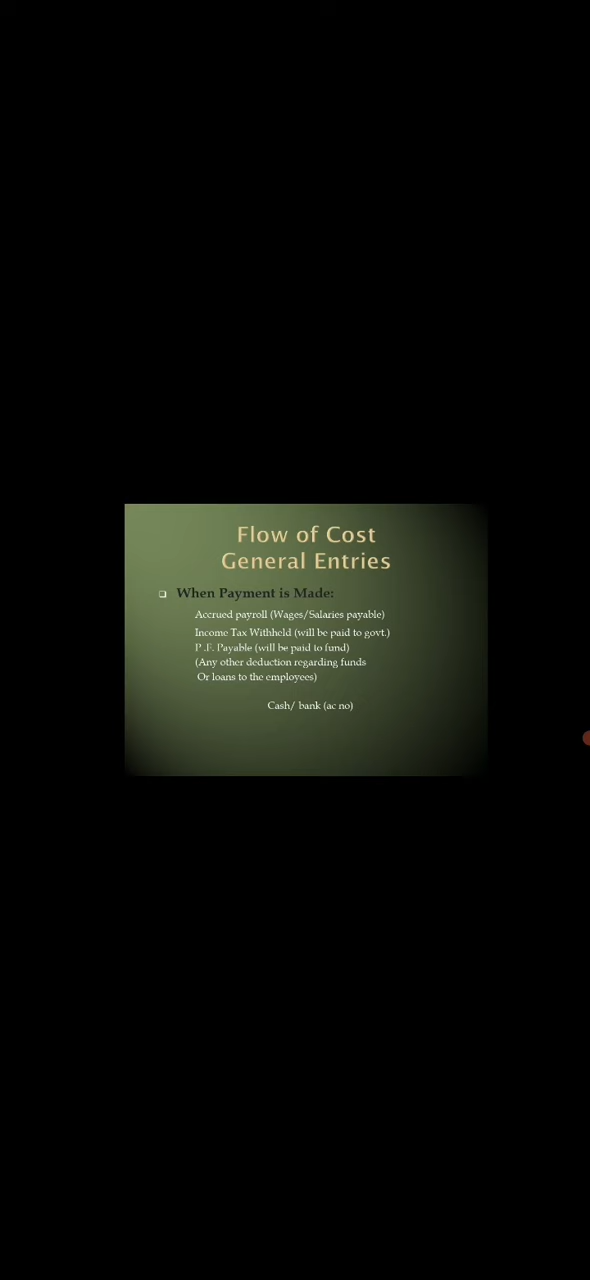 Flow of Cost
General Entries
When Payment is Made:
Accrued payroll (Wages/Salaries payable)
Income Tax Withheld (will be paid to govt.)
P .F. Payable (will be paid to fund)
(Any other deduction regarding funds
Or loans to the employees)
Cash/ bank (ac no)